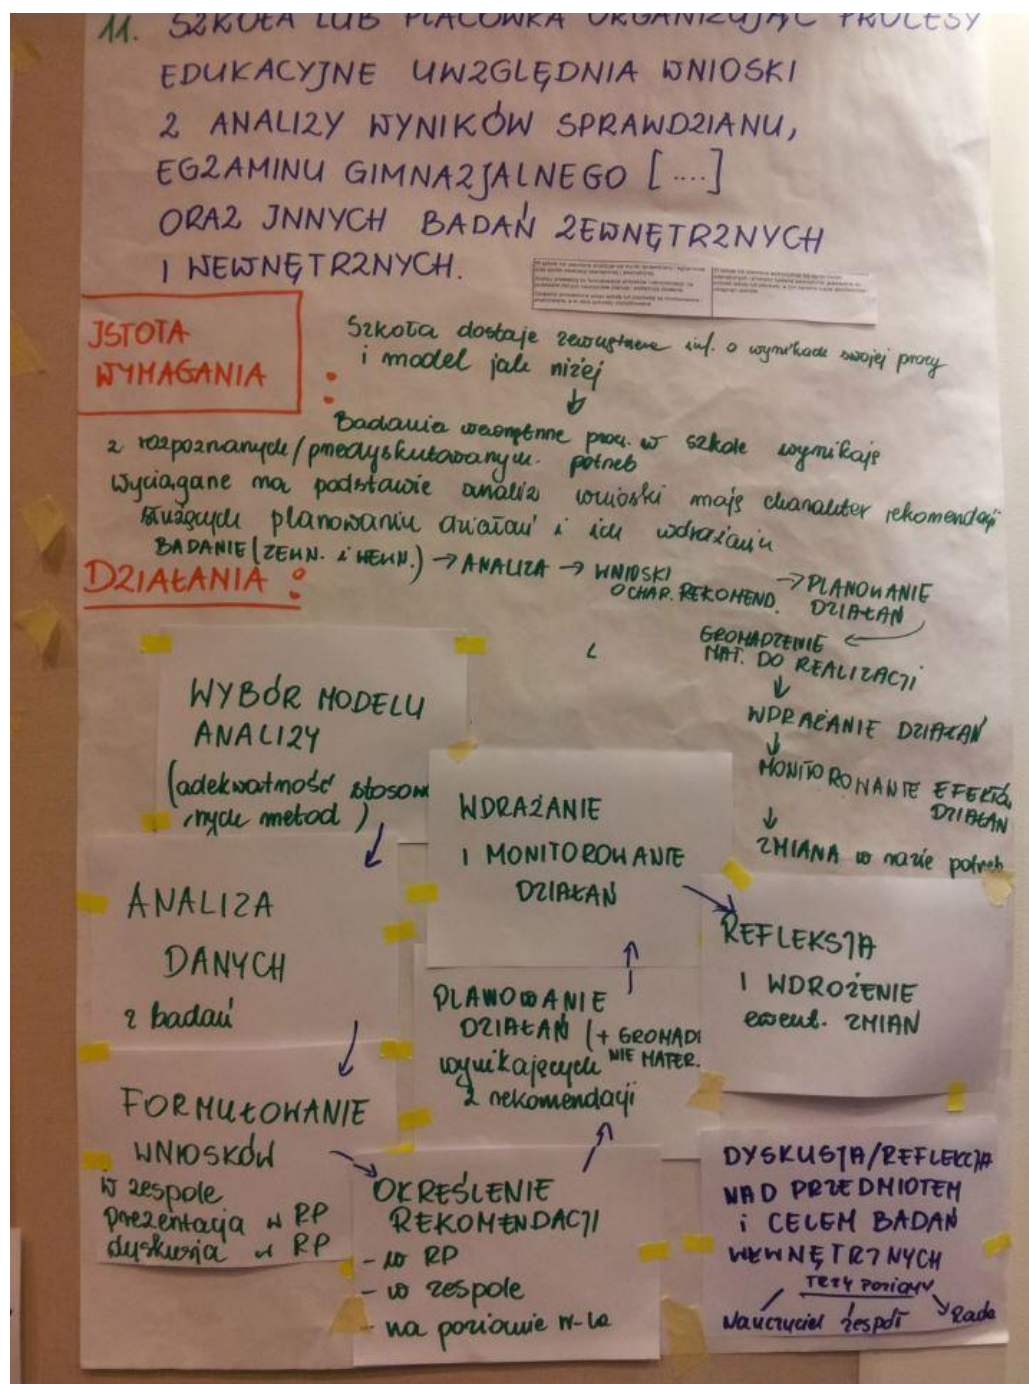 11. SZKOŁA LUB PLACÓWKA ORGANIZUJĄC PROCESY
EDUKACYJNE UWZGLĘDNIA WNIOSKI
Z ANALIZY WYNIKÓW SPRAWDZIANU,
EGZAMINU GIMNAZJALNEGO [....]
ORAZ INNYCH BADAŃ ZEWNĘTRZNYCH
I WEWNĘTRZNYCH.
ISTOTA
WYMAGANIA :
Szkoła dostaje zewnętrzne inf. o wynikach swojej pracy
i model jak niżej
↓
Badania wewnętrzne prow. w szkole wynikają
z rozpoznanych/przedyskutowanych potrzeb
Wyciągane na podstawie analiz wnioski mają charakter rekomendacji
służących planowaniu działań i ich wdrażaniu
DZIAŁANIA :
BADANIE (ZEWN. i WEWN.) → ANALIZA → WNIOSKI
O CHAR. REKOMEND.
→ PLANOWANIE
DZIAŁAŃ
GROMADZENIE
MAT. DO REALIZACJI
↓
WDRAŻANIE DZIAŁAŃ
↓
MONITOROWANIE EFEKTÓW
DZIAŁAŃ
↓
ZMIANA w razie potrzeb
WYBÓR MODELU
ANALIZY
(adekwatność stosowa
nych metod)
ANALIZA
DANYCH
z badań
FORMUŁOWANIE
WNIOSKÓW
w zespole
prezentacja w RP
dyskusja w RP
OKREŚLENIE
REKOMENDACJI
- w RP
- w zespole
- na poziomie n-la
PLANOWANIE
DZIAŁAŃ (+ GROMADZE
wynikających NIE MATER.
z rekomendacji
WDRAŻANIE
I MONITOROWANIE
DZIAŁAŃ
REFLEKSJA
I WDROŻENIE
ewent. ZMIAN
DYSKUSJA/REFLEKCJA
NAD PRZEDMIOTEM
i CELEM BADAŃ
WEWNĘTRZNYCH
TRZY POZIOMY
Nauczyciel zespół Rada